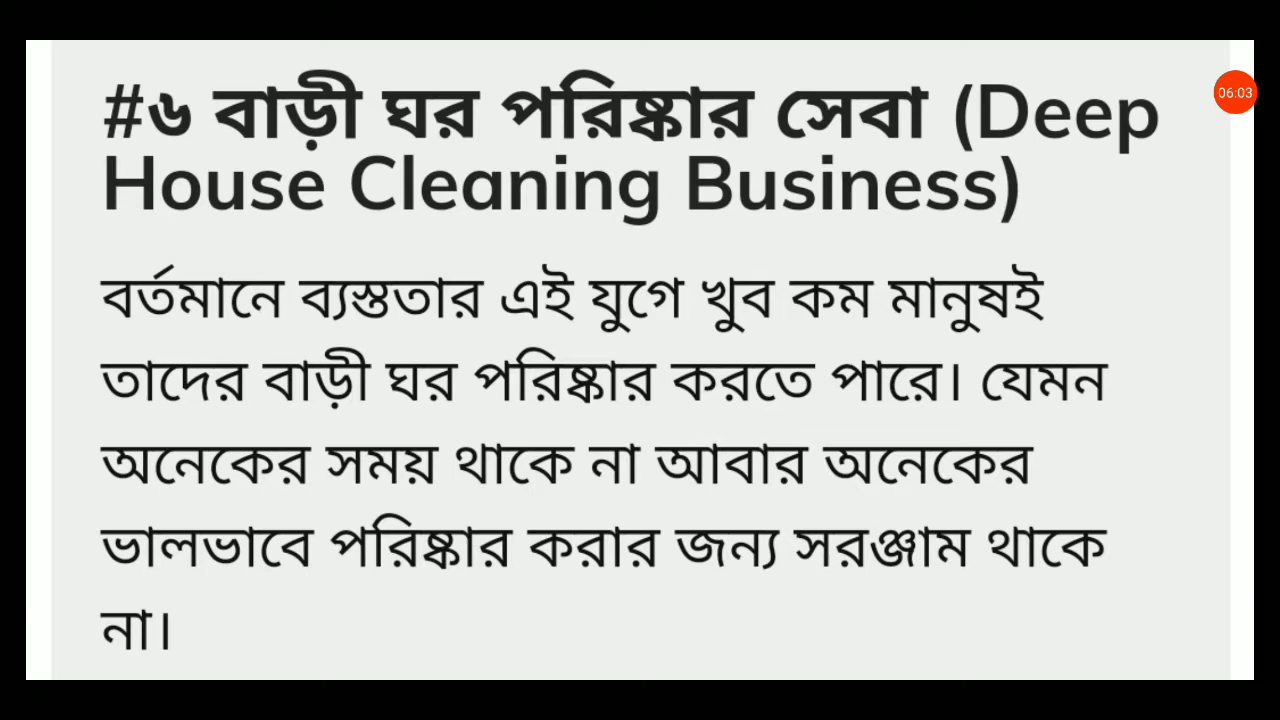 #৬ বাড়ী ঘর পরিষ্কার সেবা (Deep
House Cleaning Business)
06:03
বর্তমানে ব্যস্ততার এই যুগে খুব কম মানুষই
তাদের বাড়ী ঘর পরিষ্কার করতে পারে। যেমন
অনেকের সময় থাকে না আবার অনেকের
ভালভাবে পরিষ্কার করার জন্য সরঞ্জাম থাকে
না।